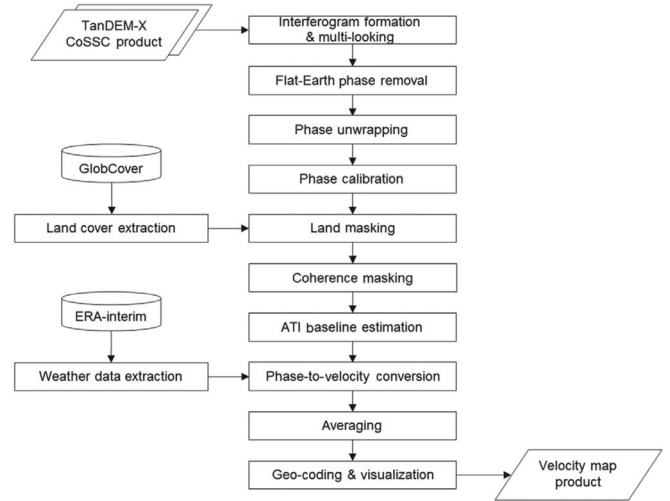 TanDEM-X
CoSSC product
Interferogram formation
& multi-looking
Flat-Earth phase removal
Phase unwrapping
GlobCover
Phase calibration
Land cover extraction
Land masking
Coherence masking
ERA-interim
ATI baseline estimation
Weather data extraction
Phase-to-velocity conversion
Averaging
Geo-coding & visualization
Velocity map
product